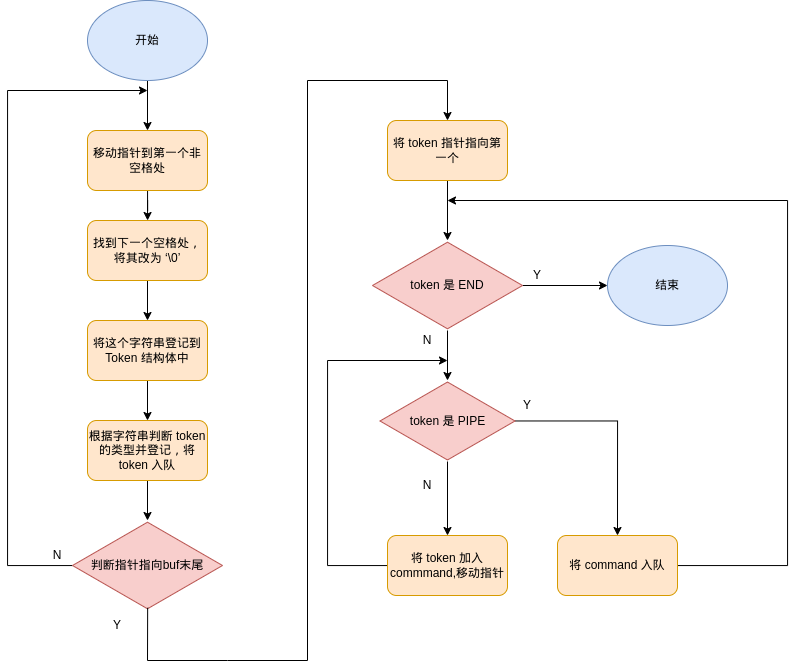 开始
移动指针到第一个非
空格处
找到下一个空格处，
将其改为 ‘\0’
将这个字符串登记到
Token 结构体中
根据字符串判断 token
的类型并登记，将
token 入队
判断指针指向buf末尾
N
Y
将 token 指针指向第
一个
token 是 END
Y
结束
N
token 是 PIPE
Y
N
将 token 加入
commmand,移动指针
将 command 入队